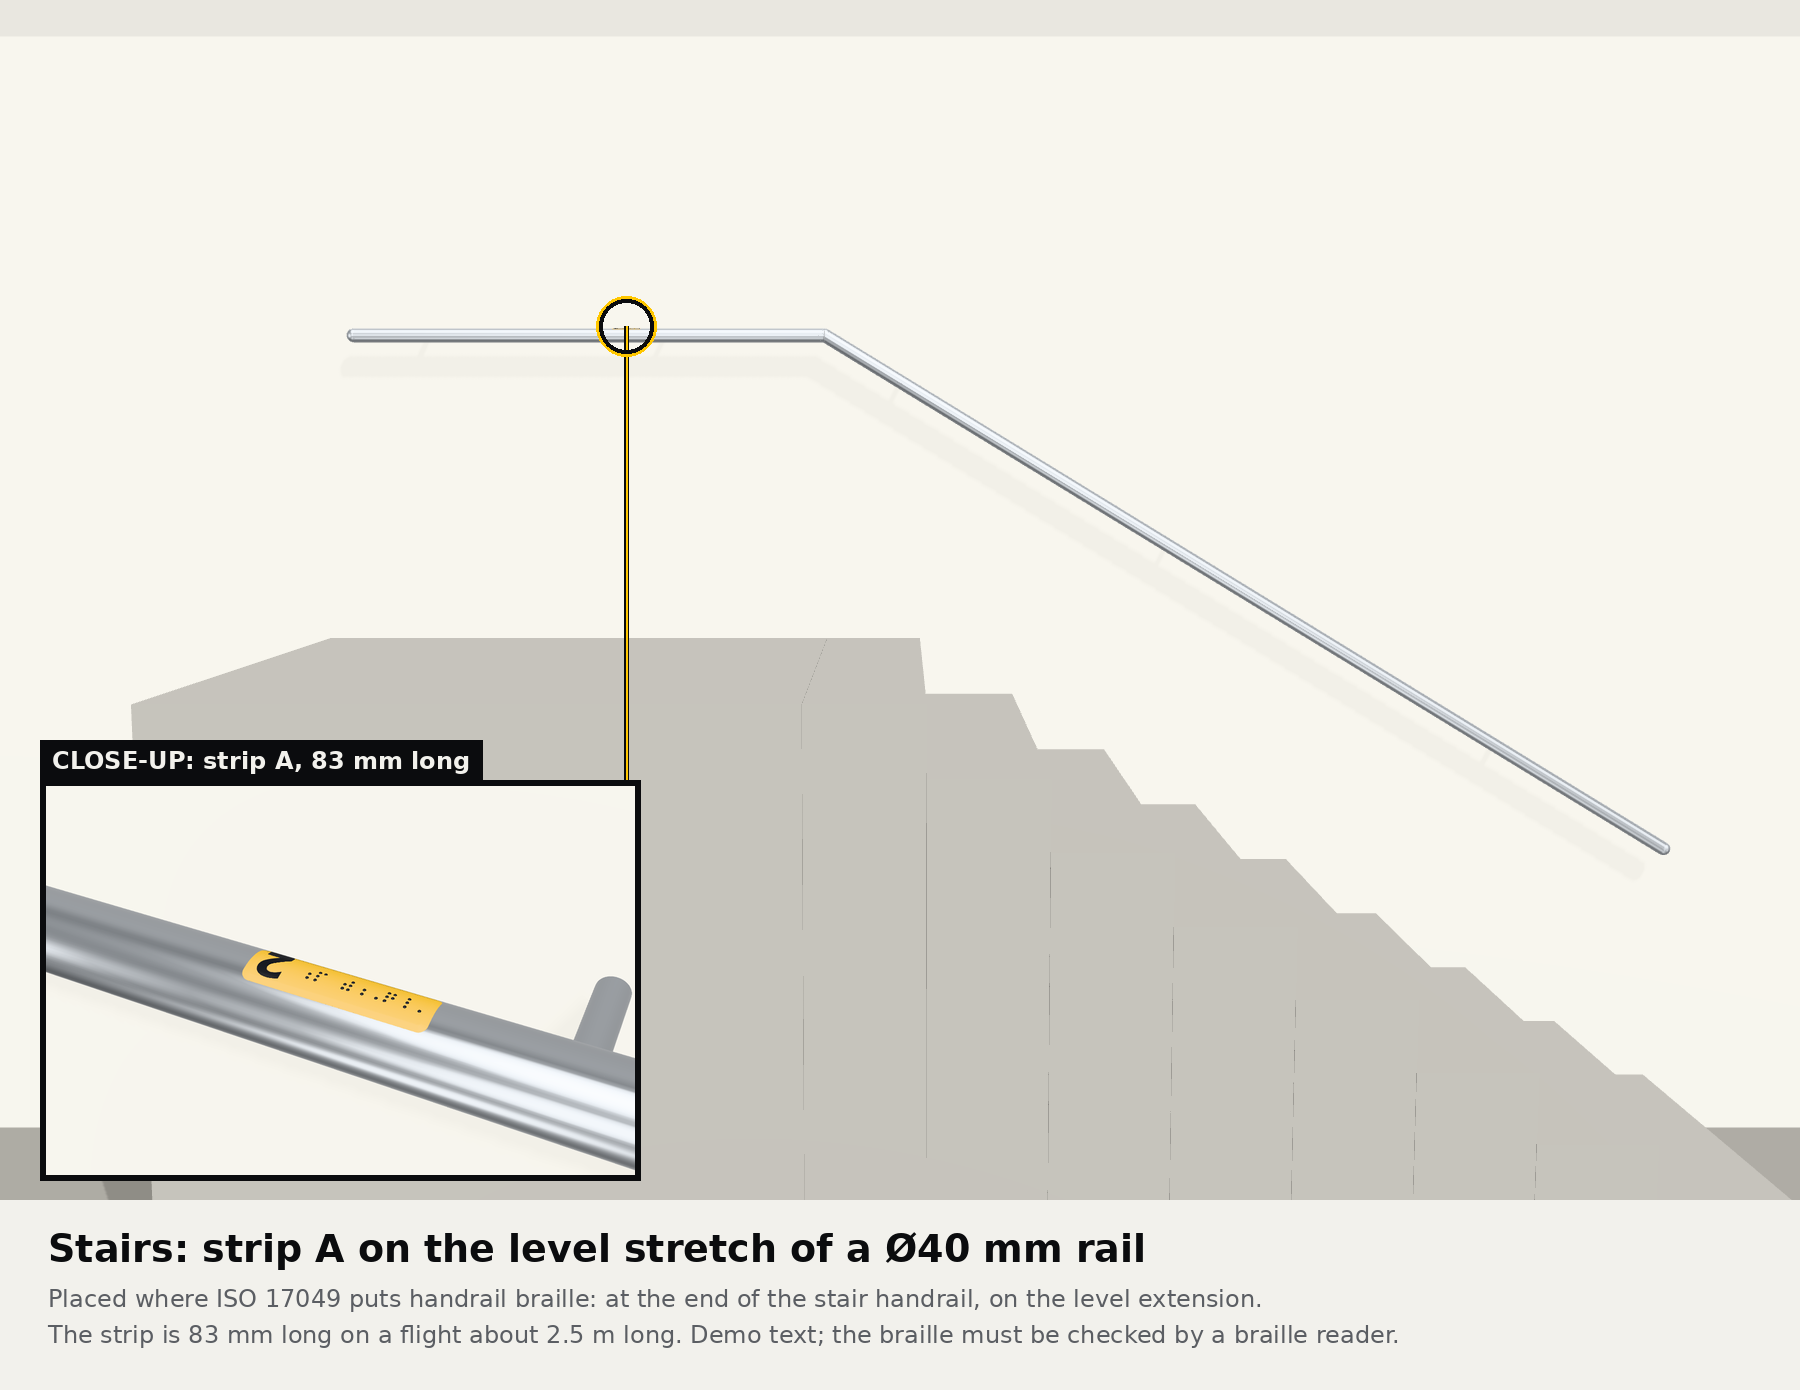 CLOSE-UP: strip A, 83 mm long
2
Stairs: strip A on the level stretch of a Ø40 mm rail
Placed where ISO 17049 puts handrail braille: at the end of the stair handrail, on the level extension.
The strip is 83 mm long on a flight about 2.5 m long. Demo text; the braille must be checked by a braille reader.